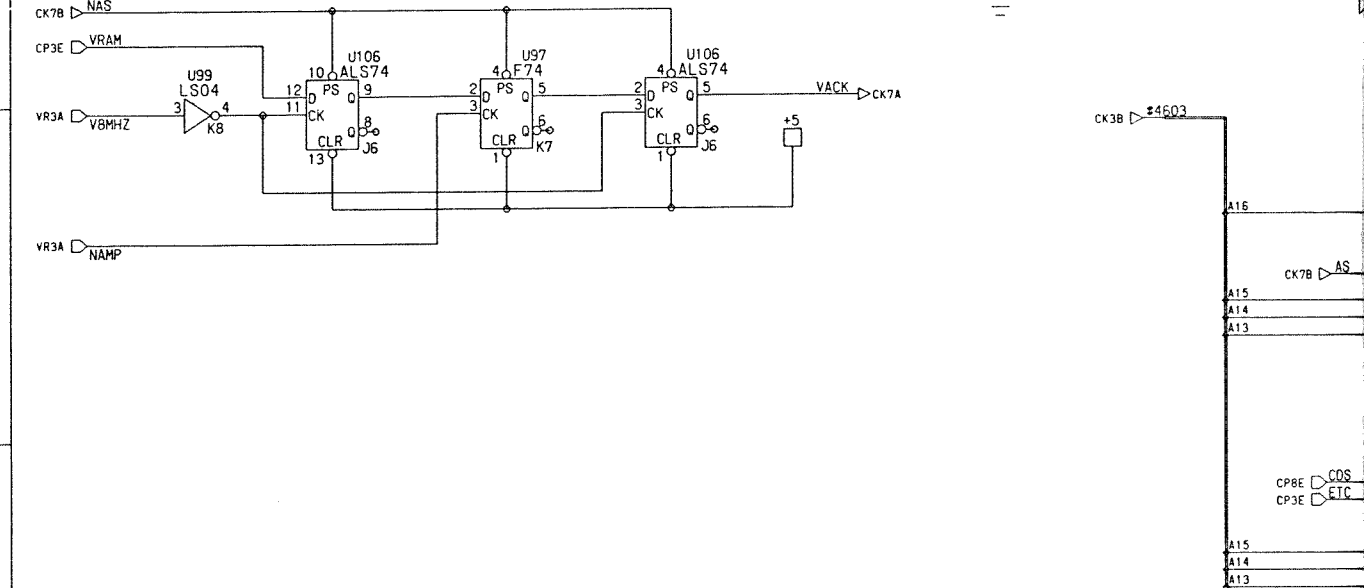 CK7B NAS
CP3E VRAM
U106
ALS74
U97
F74
U106
ALS74
U99
LS04
10
4
4
PS
PS
PS
12 D Q 9
2 D Q 5
2 D Q 5
VACK CK7A
VR3A V8MHZ
3 4
K8
11 CK
3 CK
3 CK
+5
CK3B *4603
Q 8
Q 6
Q 6
CLR
J6
CLR
K7
CLR
J6
13
1
1
A16
VR3A NAMP
CK7B AS
A15
A14
A13
CP8E CDS
CP3E ETC
A15
A14
A13